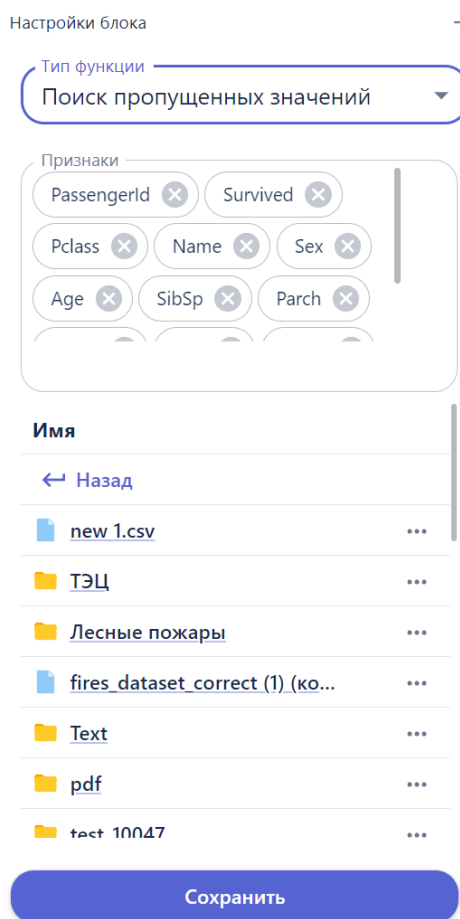 Настройки блока
Тип функции
Поиск пропущенных значений
Признаки
PassengerId Survived
Pclass Name Sex
Age SibSp Parch
Имя
Назад
new 1.csv
ТЭЦ
Лесные пожары
fires_dataset_correct (1) (ко...
Text
pdf
test_10047
Сохранить